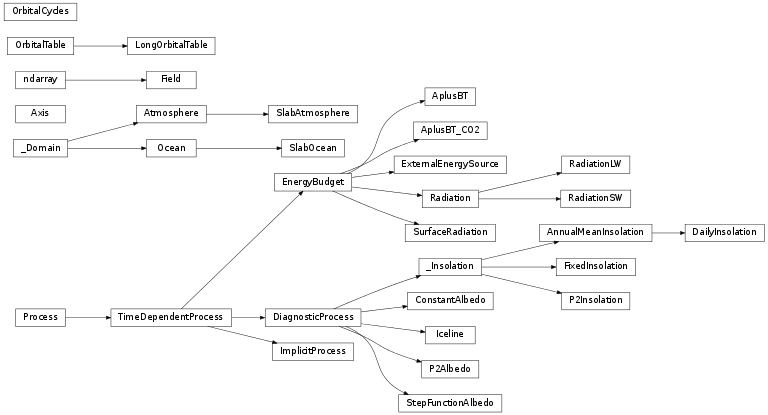 OrbitalCycles
OrbitalTable
LongOrbitalTable
ndarray
Field
Axis
Atmosphere
SlabAtmosphere
_Domain
Ocean
SlabOcean
AplusBT
AplusBT_CO2
ExternalEnergySource
RadiationLW
EnergyBudget
Radiation
RadiationSW
SurfaceRadiation
AnnualMeanInsolation
DailyInsolation
_Insolation
FixedInsolation
ConstantAlbedo
P2Insolation
Process
TimeDependentProcess
DiagnosticProcess
Iceline
ImplicitProcess
P2Albedo
StepFunctionAlbedo